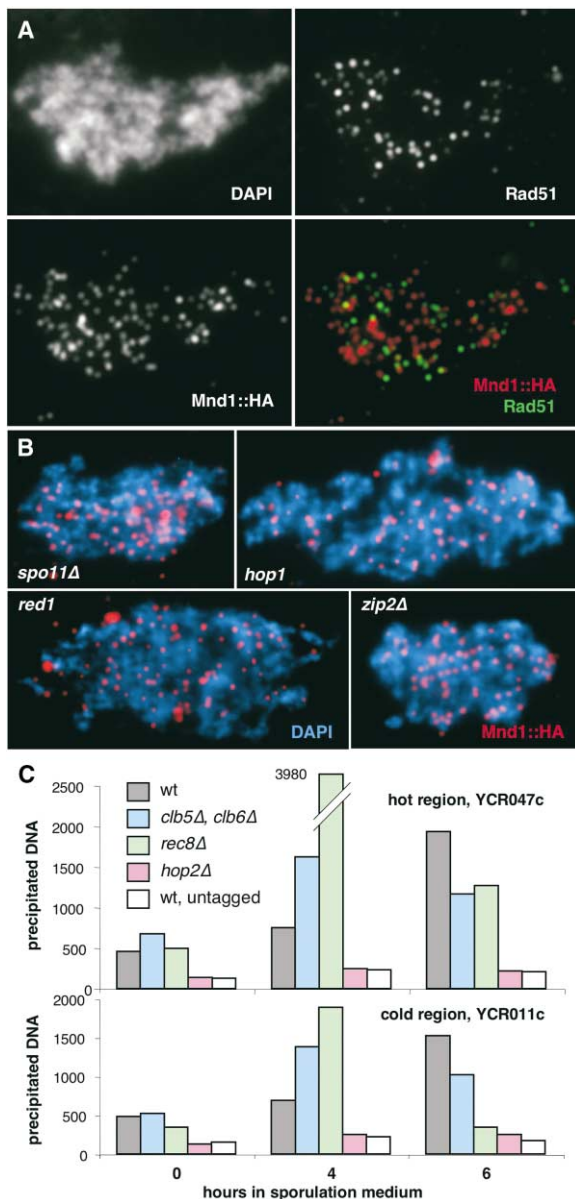 A
DAPI
Rad51
Mnd1::HA
Mnd1::HA
Rad51
B
spo11Δ
hop1
red1
DAPI
zip2Δ
Mnd1::HA
C
3980
hot region, YCR047c
wt
clb5Δ, clb6Δ
rec8Δ
hop2Δ
wt, untagged
precipitated DNA
2500
2000
1500
1000
500
0
cold region, YCR011c
precipitated DNA
2000
1500
1000
500
0
0 4 6
hours in sporulation medium